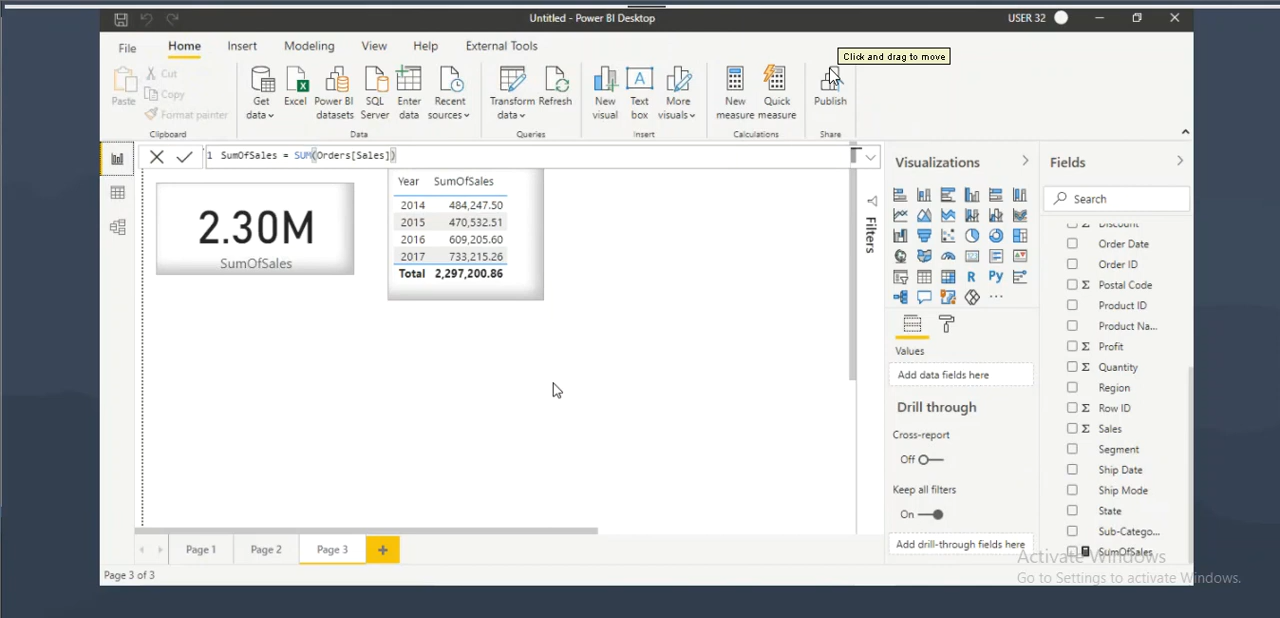 Untitled - Power BI Desktop
USER 32
File Home Insert Modeling View Help External Tools
Click and drag to move
Paste
Cut
Copy
Format painter
Clipboard
Get data
Excel
Power BI datasets
SQL Server
Enter data
Recent sources
Data
Transform data
Refresh
Queries
New visual
A
Text box
More visuals
Insert
New measure
Quick measure
Calculations
Publish
Share
1 SumOfSales = SUM(Orders[Sales])
2.30M
SumOfSales
Year SumOfSales
2014 484,247.50
2015 470,532.51
2016 609,205.60
2017 733,215.26
Total 2,297,200.86
Filters
Visualizations
R Py
Values
Add data fields here
Drill through
Cross-report
Off
Keep all filters
On
Add drill-through fields here
Fields
Search
Discount
Order Date
Order ID
Postal Code
Product ID
Product Na...
Profit
Quantity
Region
Row ID
Sales
Segment
Ship Date
Ship Mode
State
Sub-Catego...
SumOfSales
Page 1 Page 2 Page 3
Page 3 of 3
Activate Windows
Go to Settings to activate Windows.